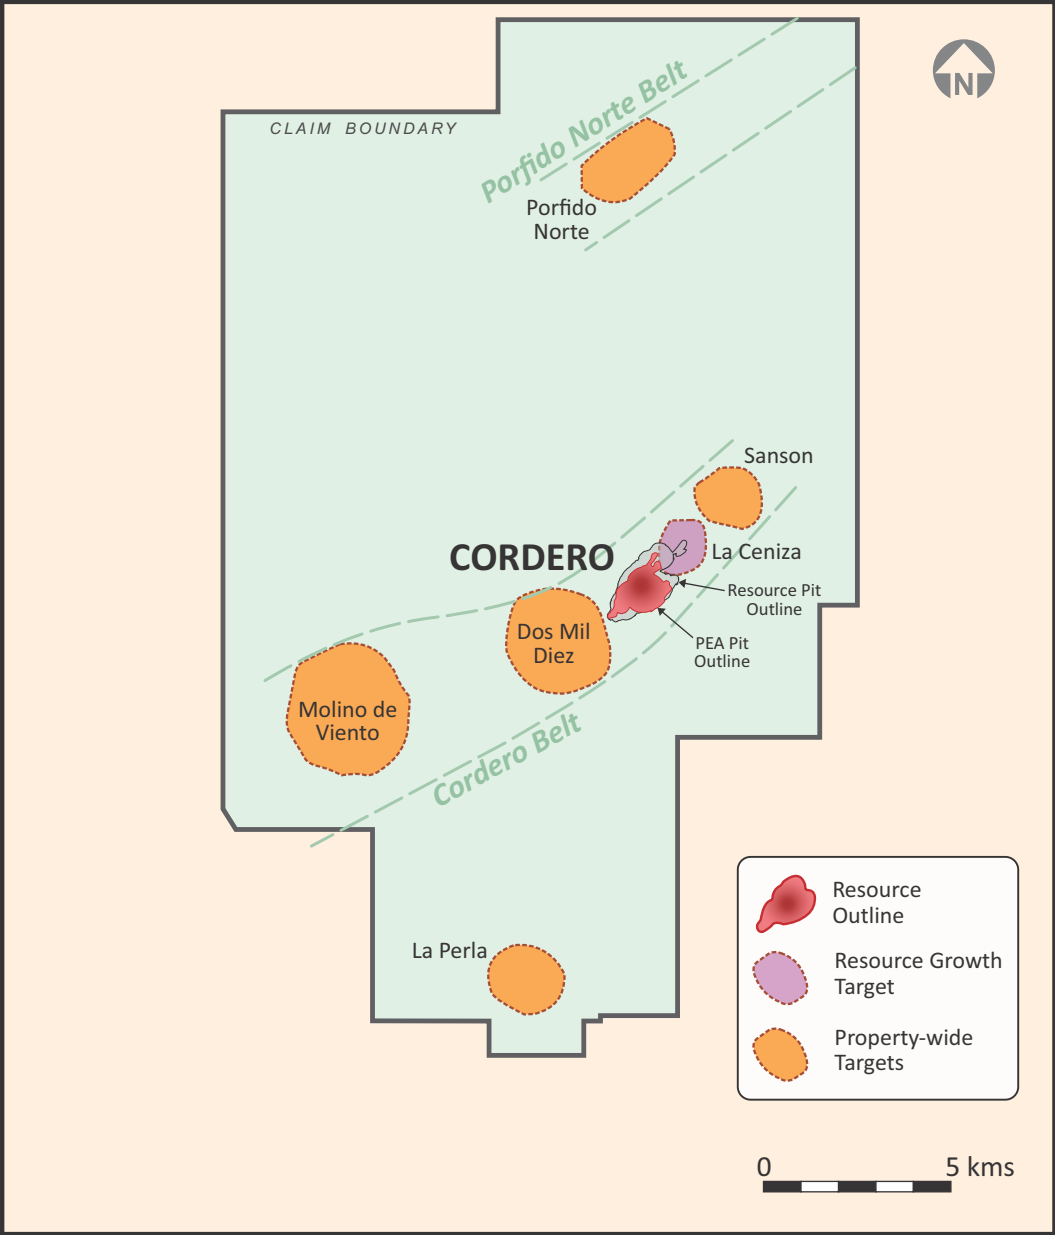 N
CLAIM BOUNDARY
Porfido Norte Belt
Porfido
Norte
Sanson
CORDERO
La Ceniza
Resource Pit
Outline
Dos Mil
Diez
PEA Pit
Outline
Molino de
Viento
Cordero Belt
La Perla
Resource
Outline
Resource Growth
Target
Property-wide
Targets
0 5 kms